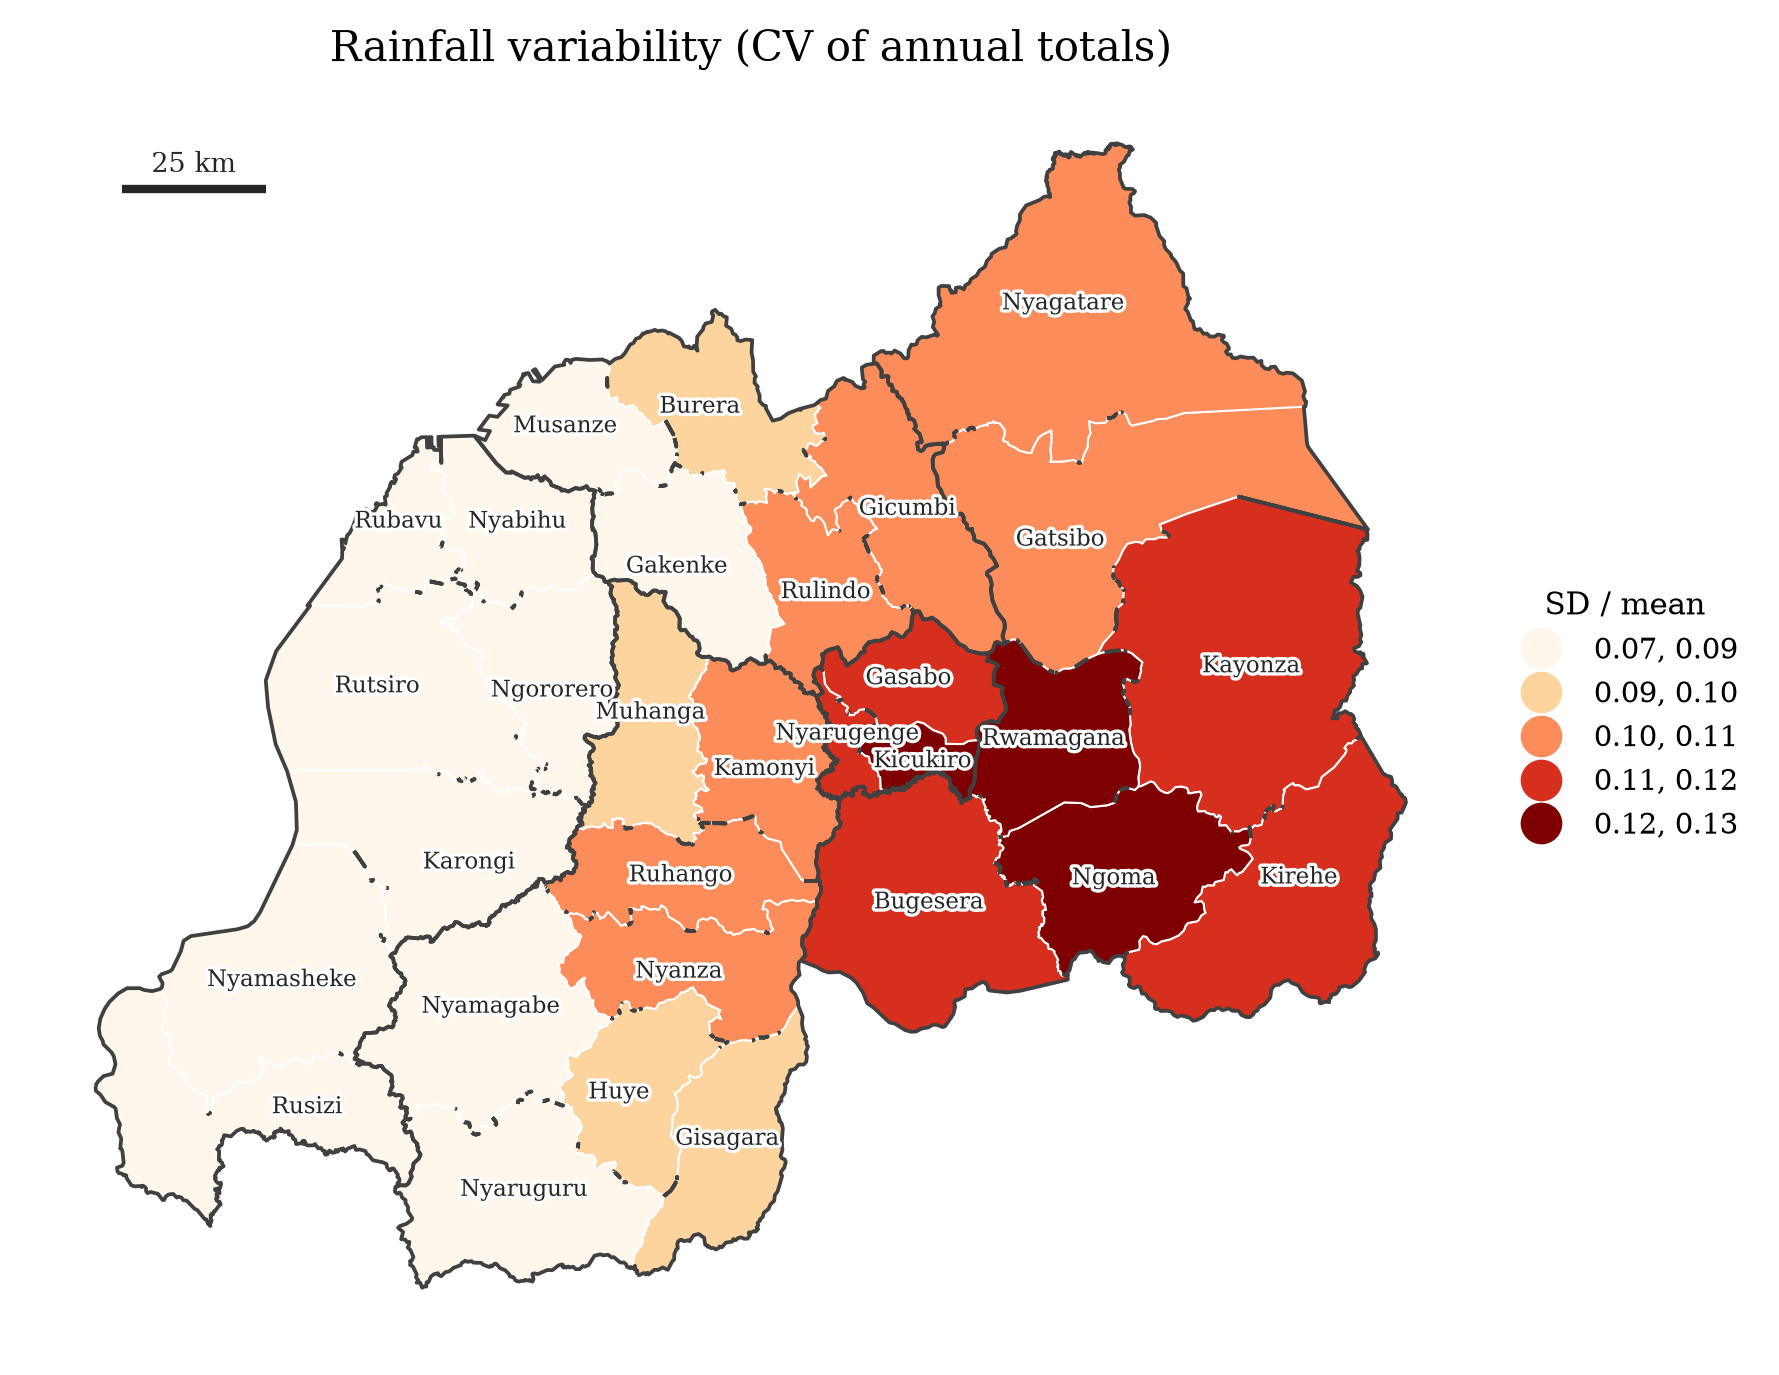 Rainfall variability (CV of annual totals)
25 km
Nyagatare
Burera
Musanze
Gicumbi
Rubavu
Nyabihu
Gatsibo
Gakenke
Rulindo
Kayonza
Gasabo
Rutsiro
Ngororero
Muhanga
Nyarugenge
Rwamagana
Kicukiro
Kamonyi
Karongi
Ruhango
Ngoma
Kirehe
Bugesera
Nyanza
Nyamasheke
Nyamagabe
Huye
Rusizi
Gisagara
Nyaruguru
SD / mean
0.07, 0.09
0.09, 0.10
0.10, 0.11
0.11, 0.12
0.12, 0.13